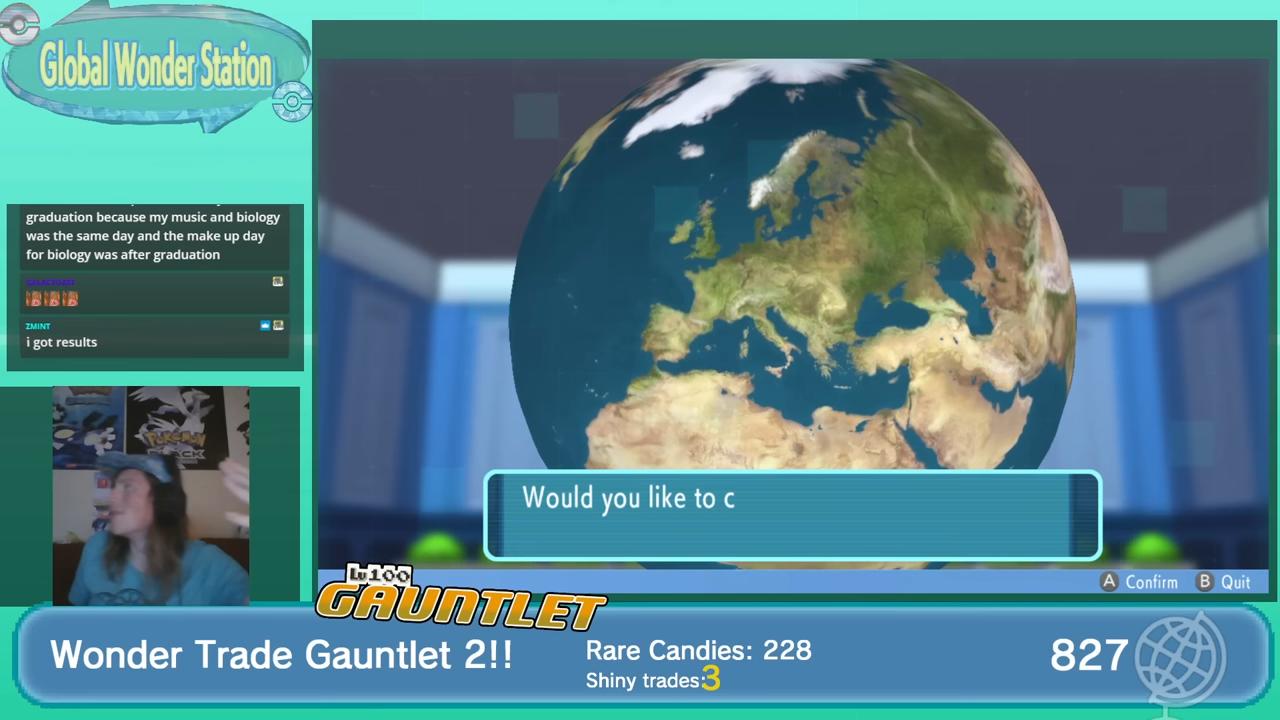 Global Wonder Station
graduation because my music and biology
was the same day and the make up day
for biology was after graduation
ZMINT
i got results
POKéMON
BLACK
Would you like to c
A Confirm B Quit
Lv100
GAUNTLET
Wonder Trade Gauntlet 2!!
Rare Candies: 228
Shiny trades:3
827